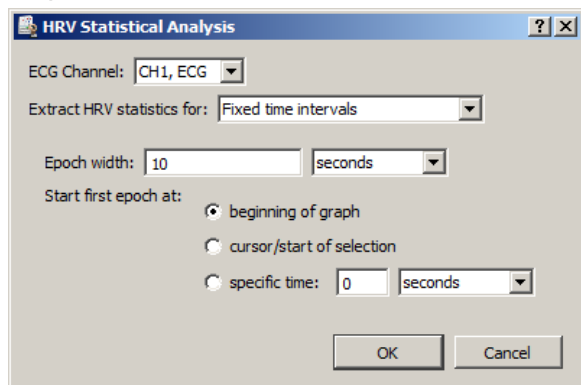 HRV Statistical Analysis
ECG Channel: CH1, ECG
Extract HRV statistics for: Fixed time intervals
Epoch width: 10 seconds
Start first epoch at:
beginning of graph
cursor/start of selection
specific time: 0 seconds
OK Cancel